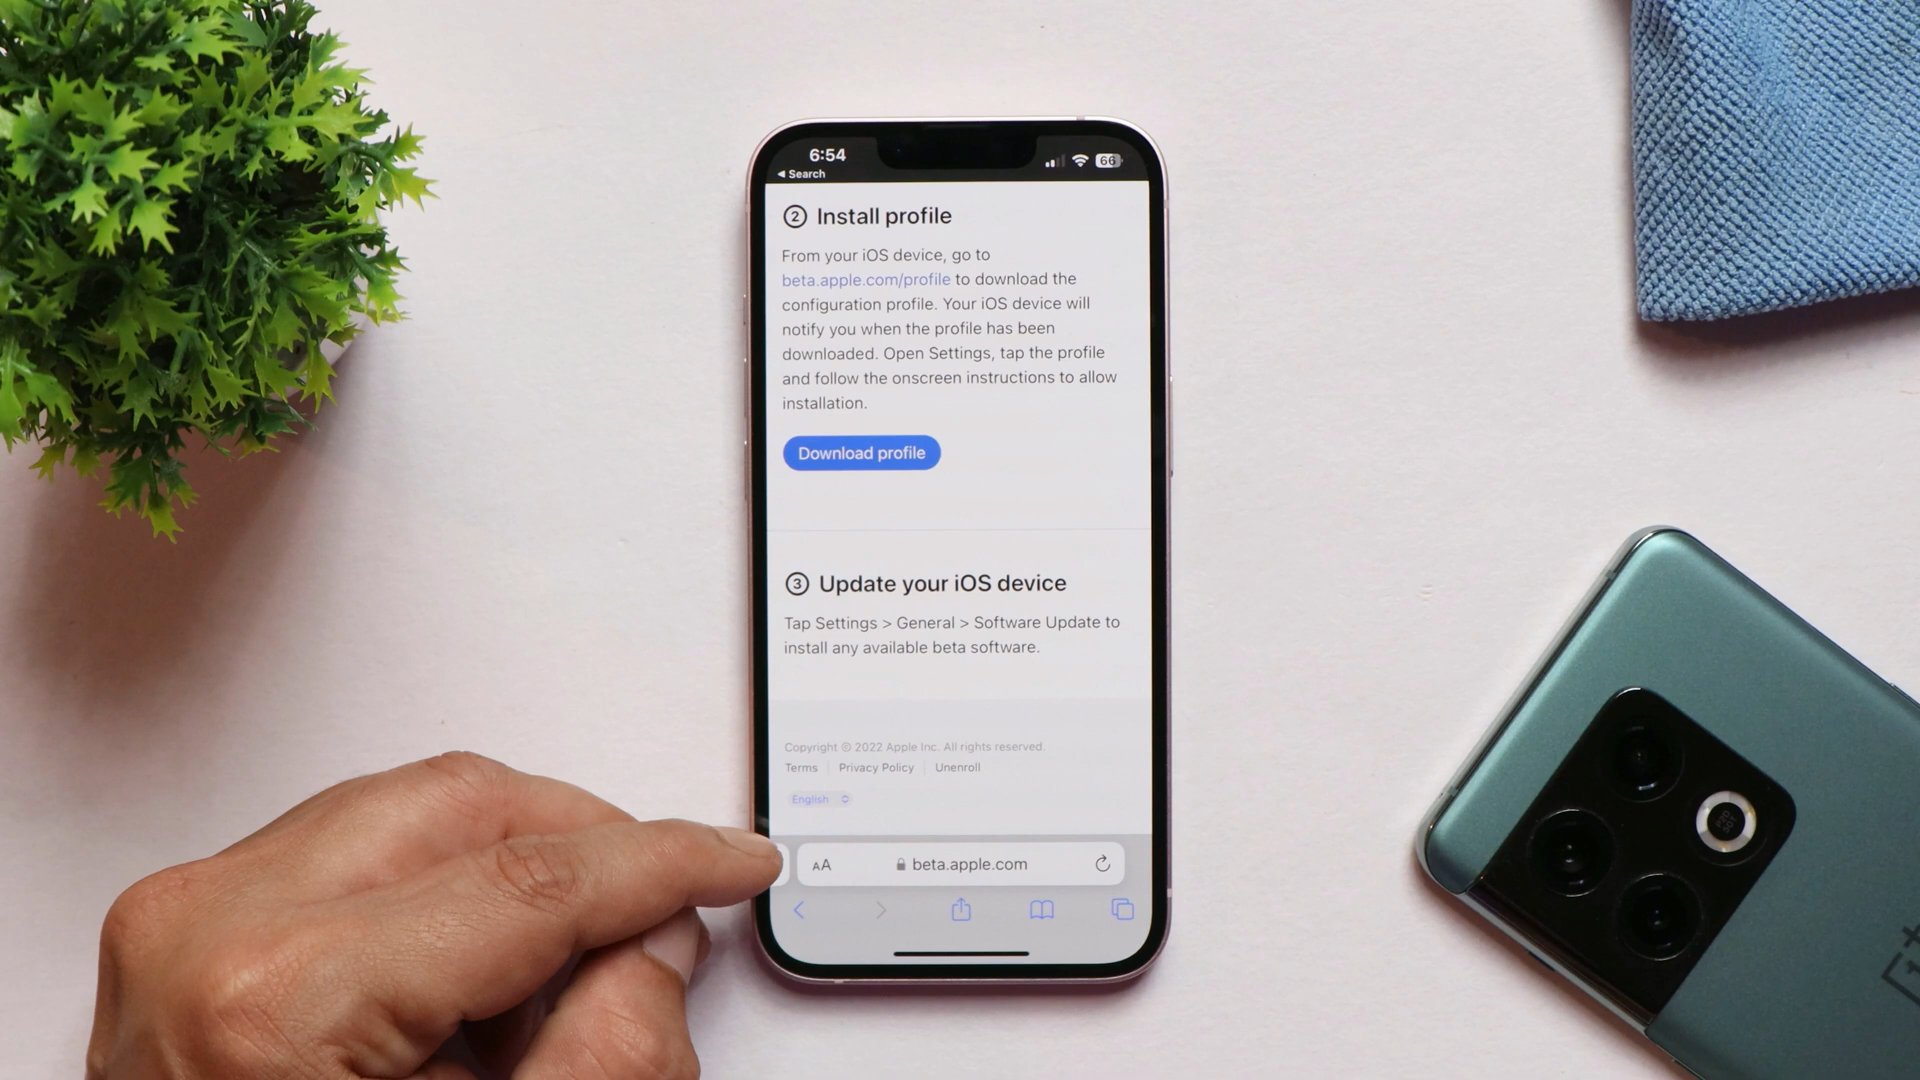 6:54
66
◀ Search
2 Install profile
From your iOS device, go to
beta.apple.com/profile to download the
configuration profile. Your iOS device will
notify you when the profile has been
downloaded. Open Settings, tap the profile
and follow the onscreen instructions to allow
installation.
Download profile
3 Update your iOS device
Tap Settings > General > Software Update to
install any available beta software.
Copyright © 2022 Apple Inc. All rights reserved.
Terms | Privacy Policy | Unenroll
English
AA beta.apple.com